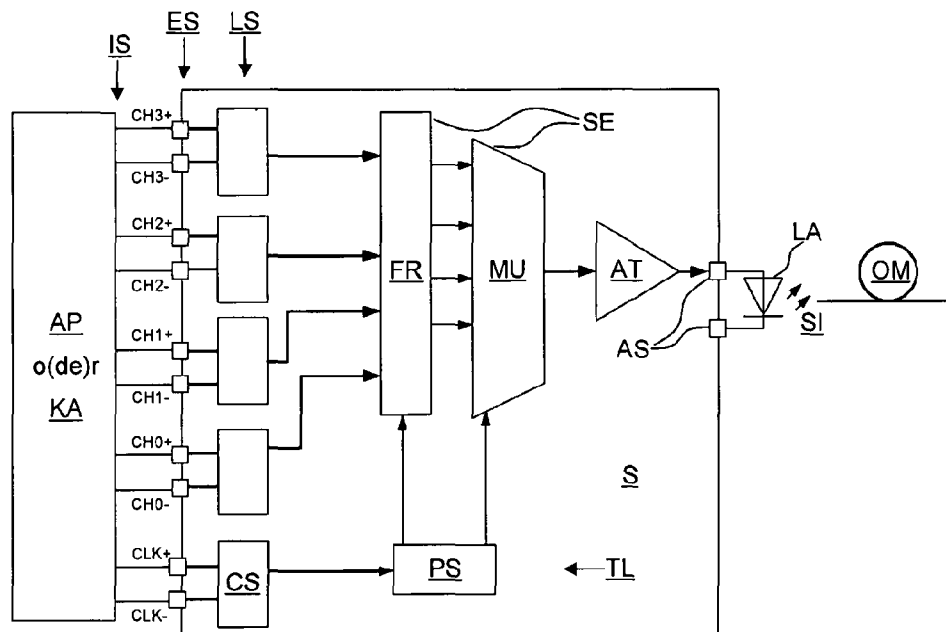 IS
ES
LS
CH3+
CH3-
CH2+
CH2-
CH1+
CH1-
CH0+
CH0-
CLK+
CLK-
AP
o(de)r
KA
CS
FR
MU
SE
PS
AT
AS
LA
SI
OM
S
TL